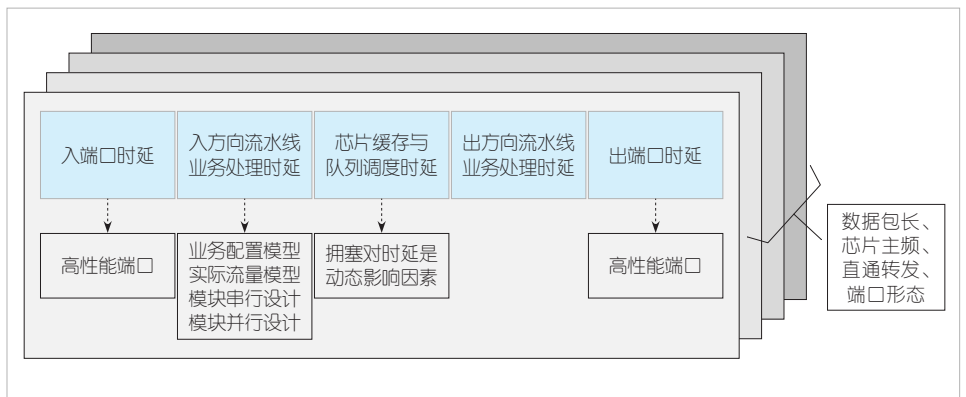 入端口时延
入方向流水线
业务处理时延
芯片缓存与
队列调度时延
出方向流水线
业务处理时延
出端口时延
高性能端口
业务配置模型
实际流量模型
模块串行设计
模块并行设计
拥塞对时延是
动态影响因素
高性能端口
数据包长、
芯片主频、
直通转发、
端口形态